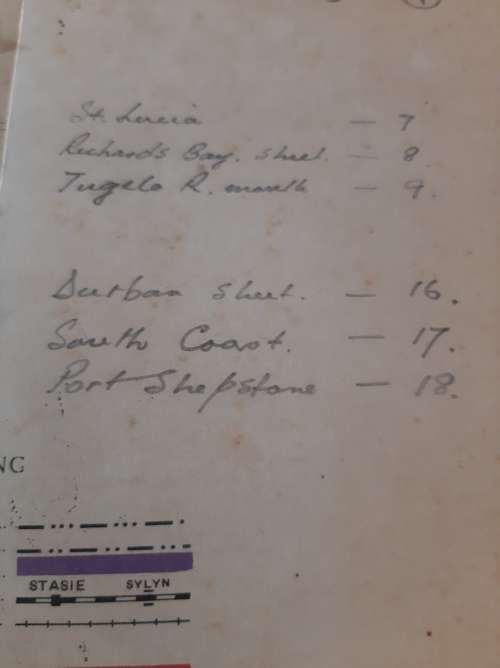 St. Lucia — 7
Richards Bay. sheet. — 8
Tugela R. mouth — 9.
Durban sheet. — 16.
South Coast. — 17.
Port Shepstone — 18.
NG
STASIE SYLYN